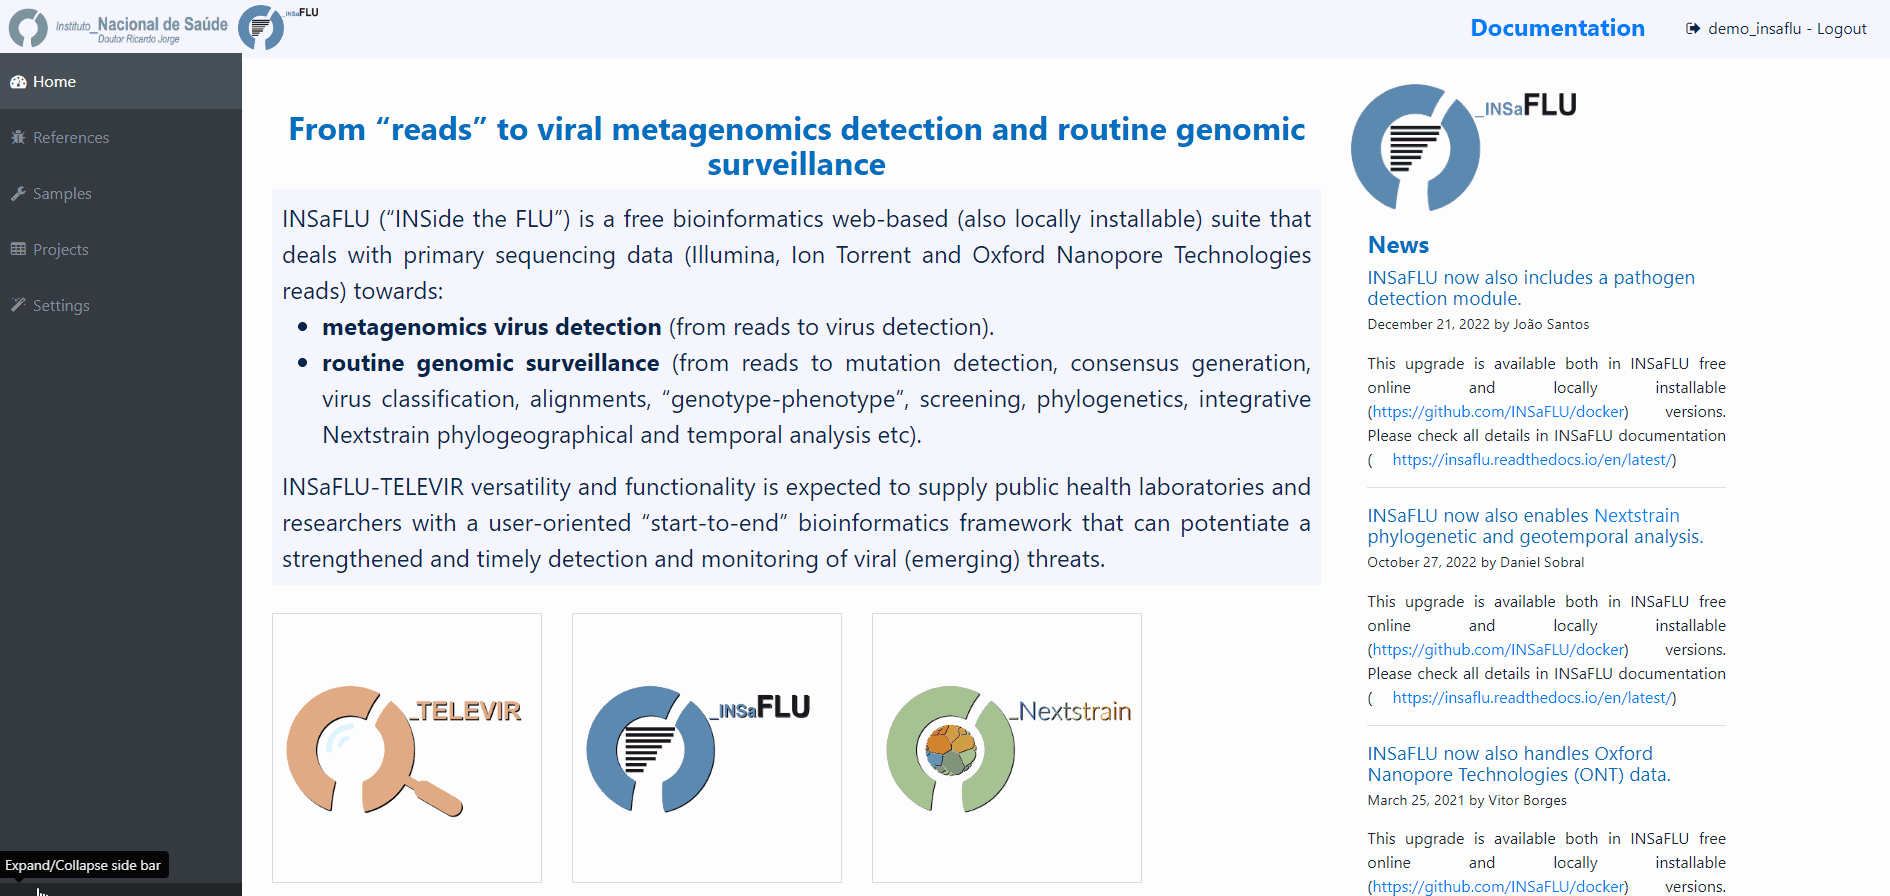 Instituto_Nacional de Saúde
Doutor Ricardo Jorge
_INSaFLU
Documentation
demo_insaflu - Logout
Home
References
Samples
Projects
Settings
Expand/Collapse side bar
From “reads” to viral metagenomics detection and routine genomic
surveillance
INSaFLU (“INSide the FLU”) is a free bioinformatics web-based (also locally installable) suite that
deals with primary sequencing data (Illumina, Ion Torrent and Oxford Nanopore Technologies
reads) towards:
• metagenomics virus detection (from reads to virus detection).
• routine genomic surveillance (from reads to mutation detection, consensus generation,
virus classification, alignments, “genotype-phenotype”, screening, phylogenetics, integrative
Nextstrain phylogeographical and temporal analysis etc).
INSaFLU-TELEVIR versatility and functionality is expected to supply public health laboratories and
researchers with a user-oriented “start-to-end” bioinformatics framework that can potentiate a
strengthened and timely detection and monitoring of viral (emerging) threats.
_TELEVIR
_INSaFLU
_Nextstrain
_INSaFLU
News
INSaFLU now also includes a pathogen
detection module.
December 21, 2022 by João Santos
This upgrade is available both in INSaFLU free
online and locally installable
(https://github.com/INSaFLU/docker) versions.
Please check all details in INSaFLU documentation
( https://insaflu.readthedocs.io/en/latest/)
INSaFLU now also enables Nextstrain
phylogenetic and geotemporal analysis.
October 27, 2022 by Daniel Sobral
This upgrade is available both in INSaFLU free
online and locally installable
(https://github.com/INSaFLU/docker) versions.
Please check all details in INSaFLU documentation
( https://insaflu.readthedocs.io/en/latest/)
INSaFLU now also handles Oxford
Nanopore Technologies (ONT) data.
March 25, 2021 by Vitor Borges
This upgrade is available both in INSaFLU free
online and locally installable
(https://github.com/INSaFLU/docker) versions.